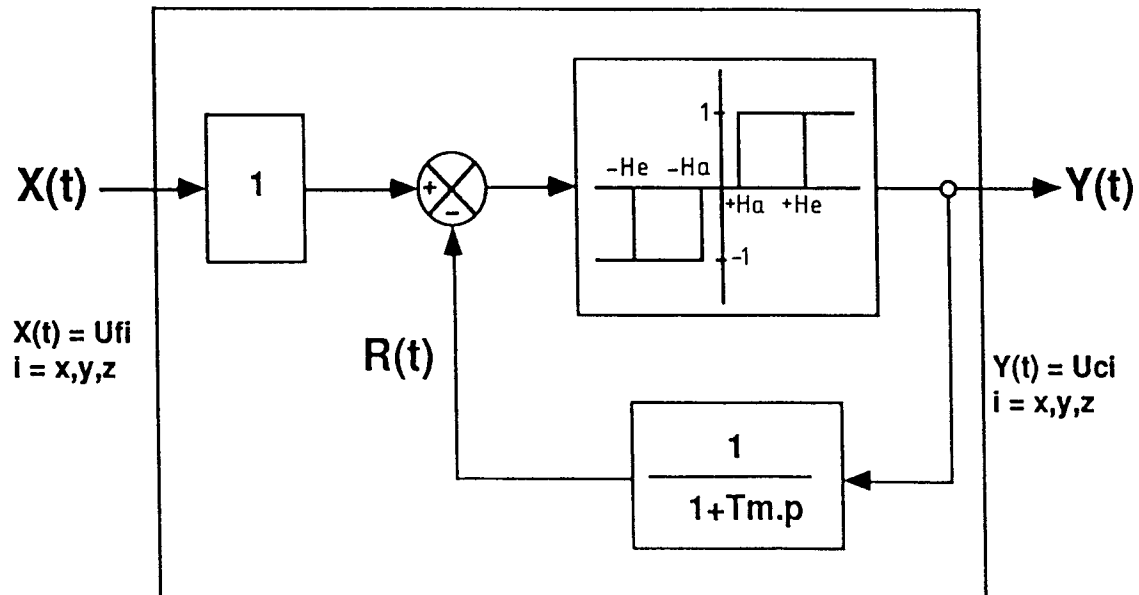 1
-He -Ha
+Ha +He
-1
X(t)
1
+
-
Y(t)
X(t) = Ufi
i = x,y,z
R(t)
Y(t) = Uci
i = x,y,z
1
1+Tm.p